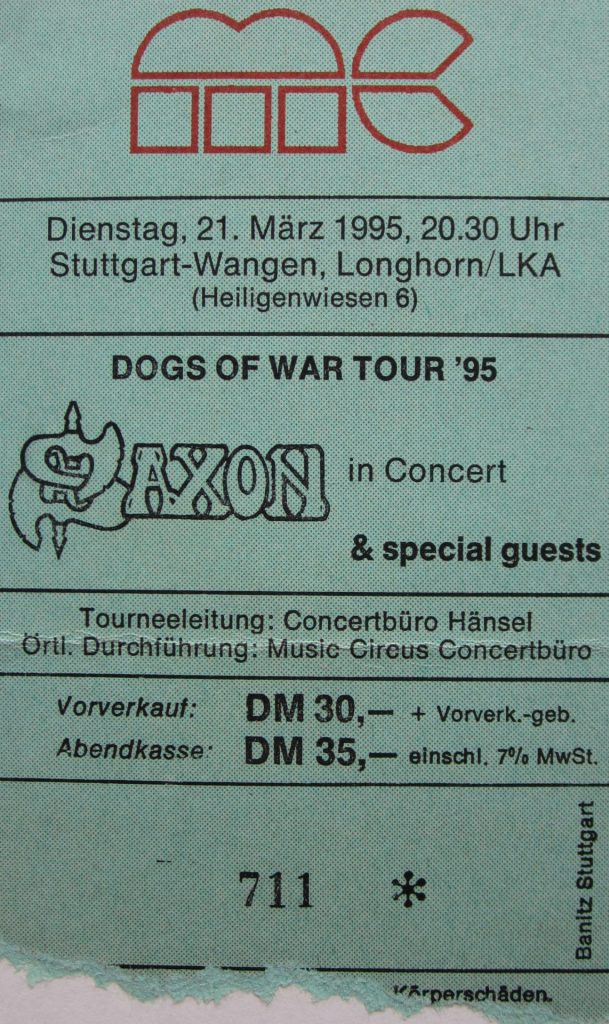 mc
Dienstag, 21. März 1995, 20.30 Uhr
Stuttgart-Wangen, Longhorn/LKA
(Heiligenwiesen 6)
DOGS OF WAR TOUR '95
SAXON in Concert
& special guests
Tourneeleitung: Concertbüro Hänsel
Örtl. Durchführung: Music Circus Concertbüro
Vorverkauf: DM 30,— + Vorverk.-geb.
Abendkasse: DM 35,— einschl. 7% MwSt.
711 *
Banitz Stuttgart
Körperschäden.